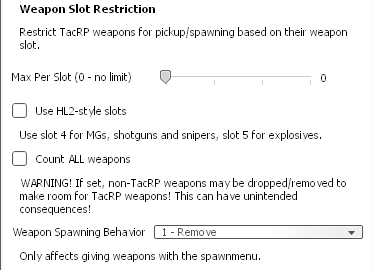 Weapon Slot Restriction
Restrict TacRP weapons for pickup/spawning based on their weapon
slot.
Max Per Slot (0 - no limit) 0
Use HL2-style slots
Use slot 4 for MGs, shotguns and snipers, slot 5 for explosives.
Count ALL weapons
WARNING! If set, non-TacRP weapons may be dropped/removed to
make room for TacRP weapons! This can have unintended
consequences!
Weapon Spawning Behavior 1 - Remove
Only affects giving weapons with the spawnmenu.